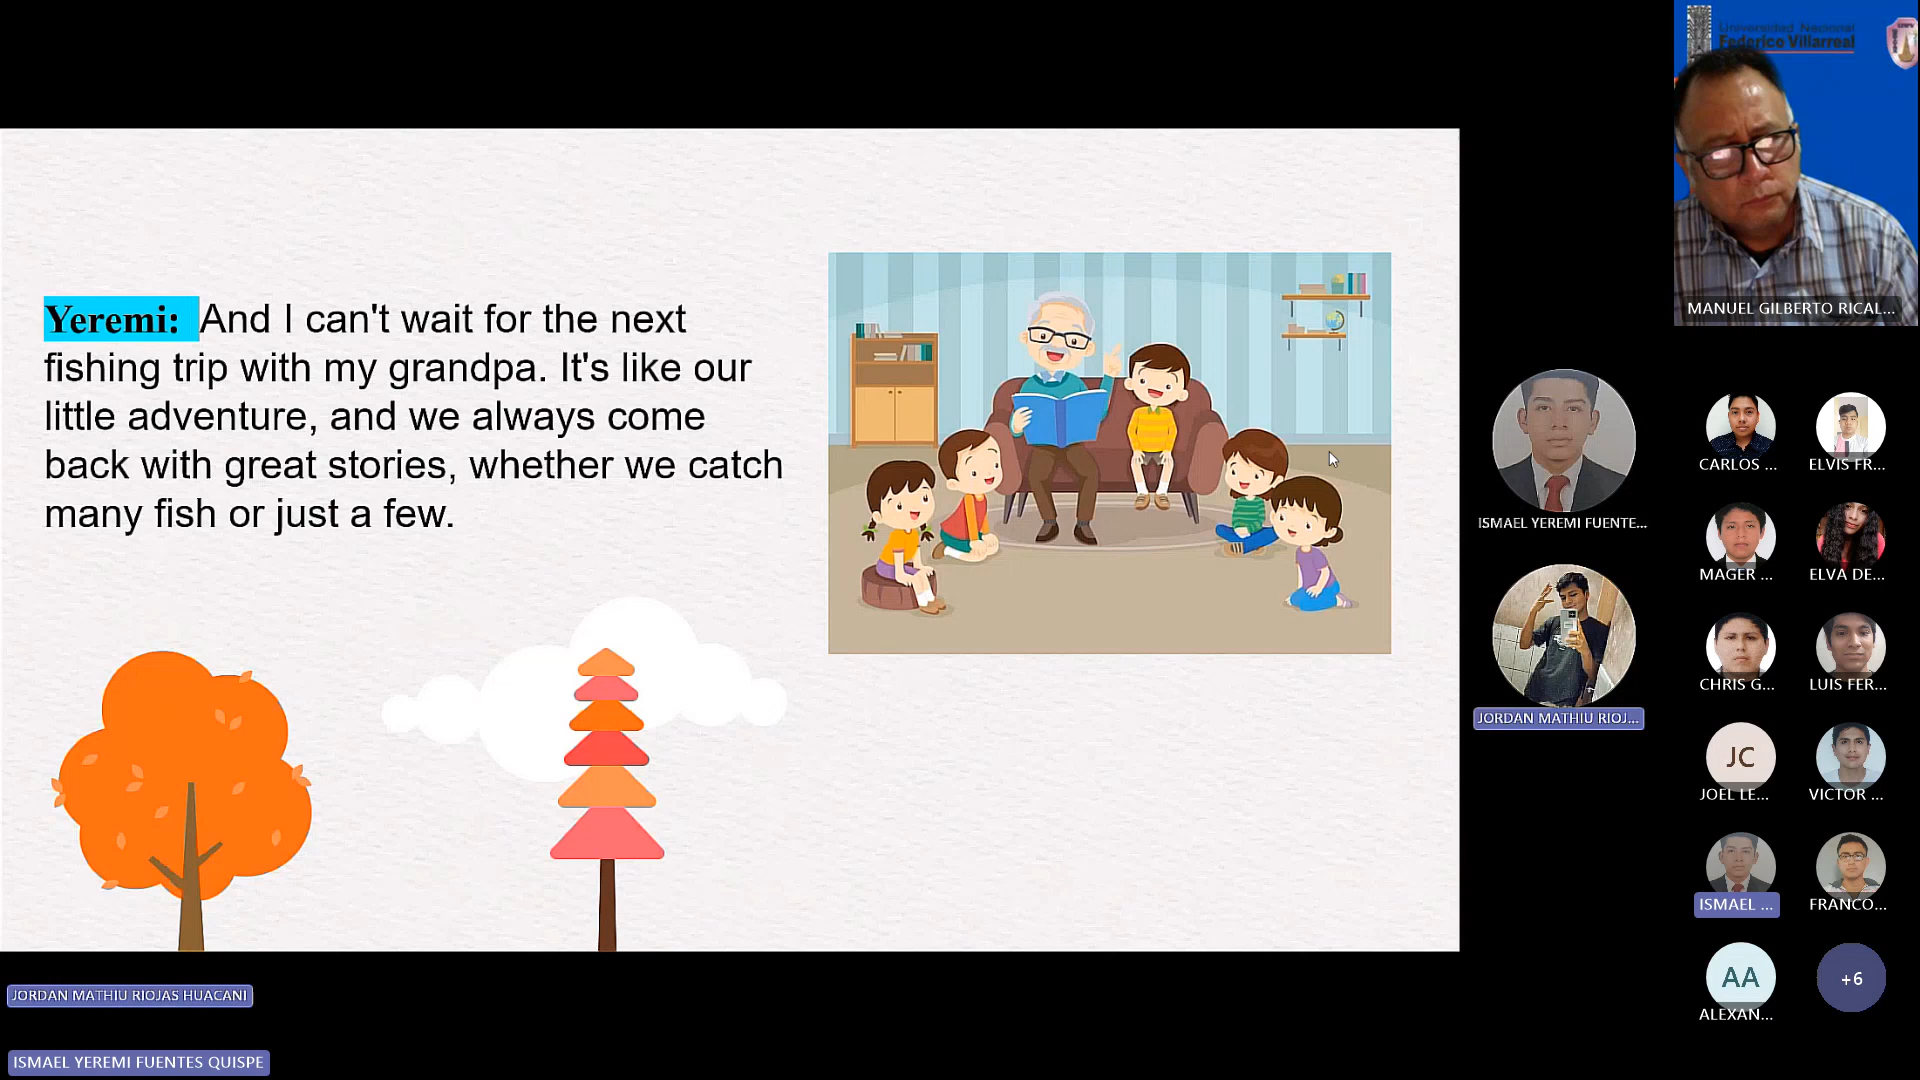 Universidad Nacional
Federico Villarreal
MANUEL GILBERTO RICAL...
Yeremi: And I can't wait for the next
fishing trip with my grandpa. It's like our
little adventure, and we always come
back with great stories, whether we catch
many fish or just a few.
ISMAEL YEREMI FUENTE...
JORDAN MATHIU RIOJ...
CARLOS ...
ELVIS FR...
MAGER ...
ELVA DE...
CHRIS G...
LUIS FER...
JC
JOEL LE...
VICTOR ...
ISMAEL ...
FRANCO...
AA
ALEXAN...
+6
JORDAN MATHIU RIOJAS HUACANI
ISMAEL YEREMI FUENTES QUISPE